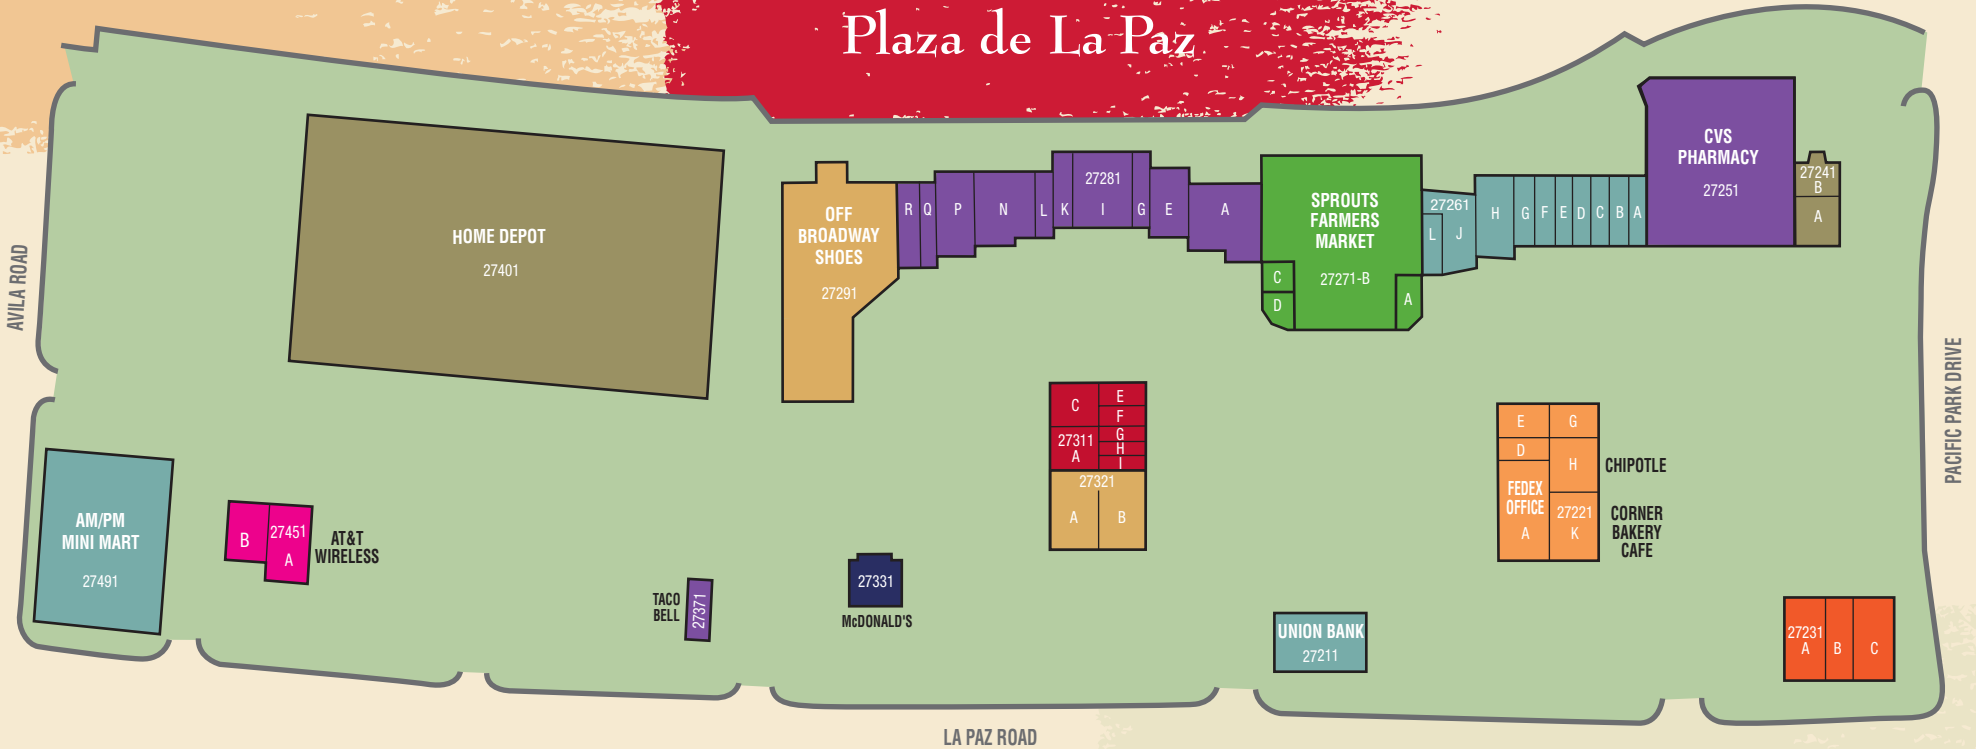 Plaza de La Paz
HOME DEPOT
27401
OFF
BROADWAY
SHOES
27291
R Q P N L K I G E A
27281
SPROUTS
FARMERS
MARKET
27271-B
C
D
A
27261
L J H G F E D C B A
CVS
PHARMACY
27251
27241
B
A
AVILA ROAD
PACIFIC PARK DRIVE
C
E
F
27311
A
G
H
I
27321
A B
E G
D
H
CHIPOTLE
FEDEX
OFFICE
A
27221
K
CORNER
BAKERY
CAFE
AM/PM
MINI MART
27491
B
27451
A
AT&T
WIRELESS
TACO
BELL
27371
27331
McDONALD'S
UNION BANK
27211
27231
A B C
LA PAZ ROAD